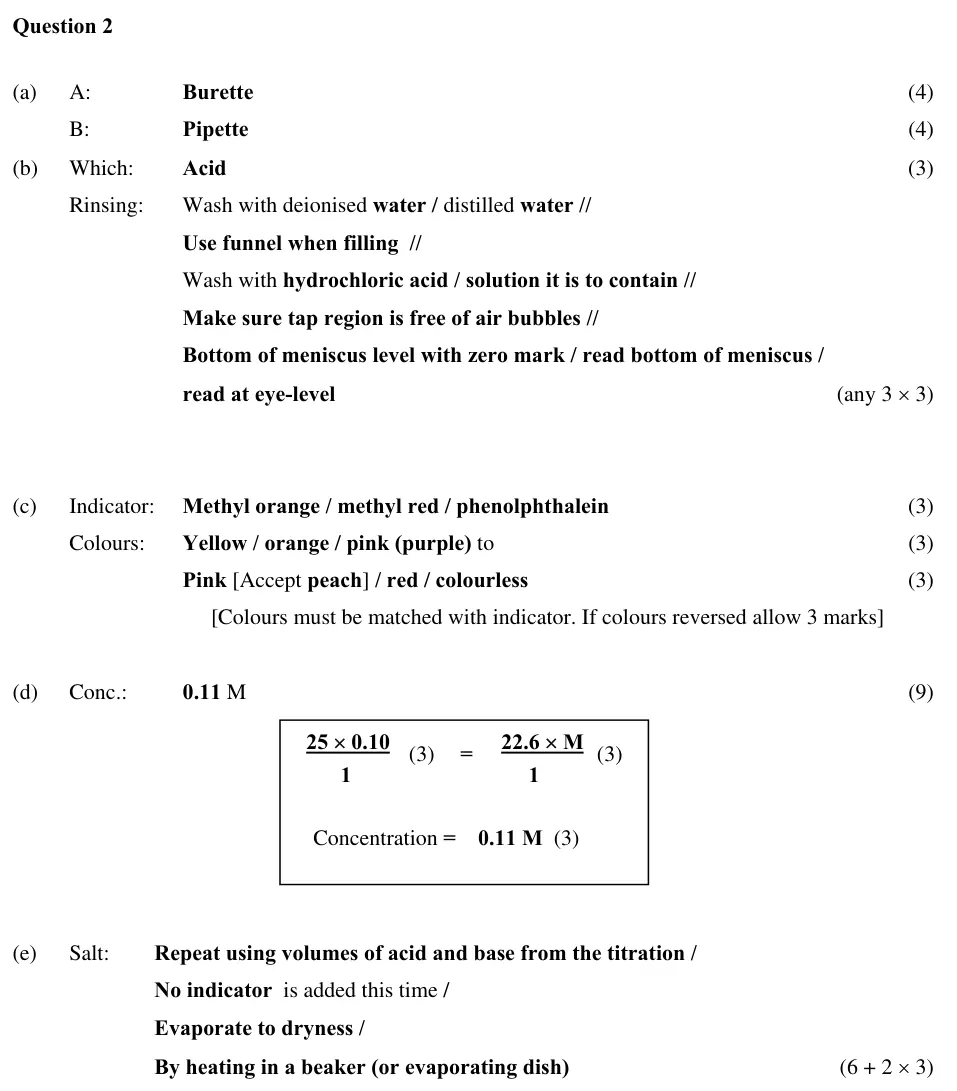 Question 2
(a) A: Burette (4)
B: Pipette (4)
(b) Which: Acid (3)
Rinsing: Wash with deionised water / distilled water //
Use funnel when filling //
Wash with hydrochloric acid / solution it is to contain //
Make sure tap region is free of air bubbles //
Bottom of meniscus level with zero mark / read bottom of meniscus /
read at eye-level (any 3 × 3)
(c) Indicator: Methyl orange / methyl red / phenolphthalein (3)
Colours: Yellow / orange / pink (purple) to (3)
Pink [Accept peach] / red / colourless (3)
[Colours must be matched with indicator. If colours reversed allow 3 marks]
(d) Conc.: 0.11 M (9)
25 × 0.10 (3) = 22.6 × M (3)
1 1
Concentration = 0.11 M (3)
(e) Salt: Repeat using volumes of acid and base from the titration /
No indicator is added this time /
Evaporate to dryness /
By heating in a beaker (or evaporating dish) (6 + 2 × 3)